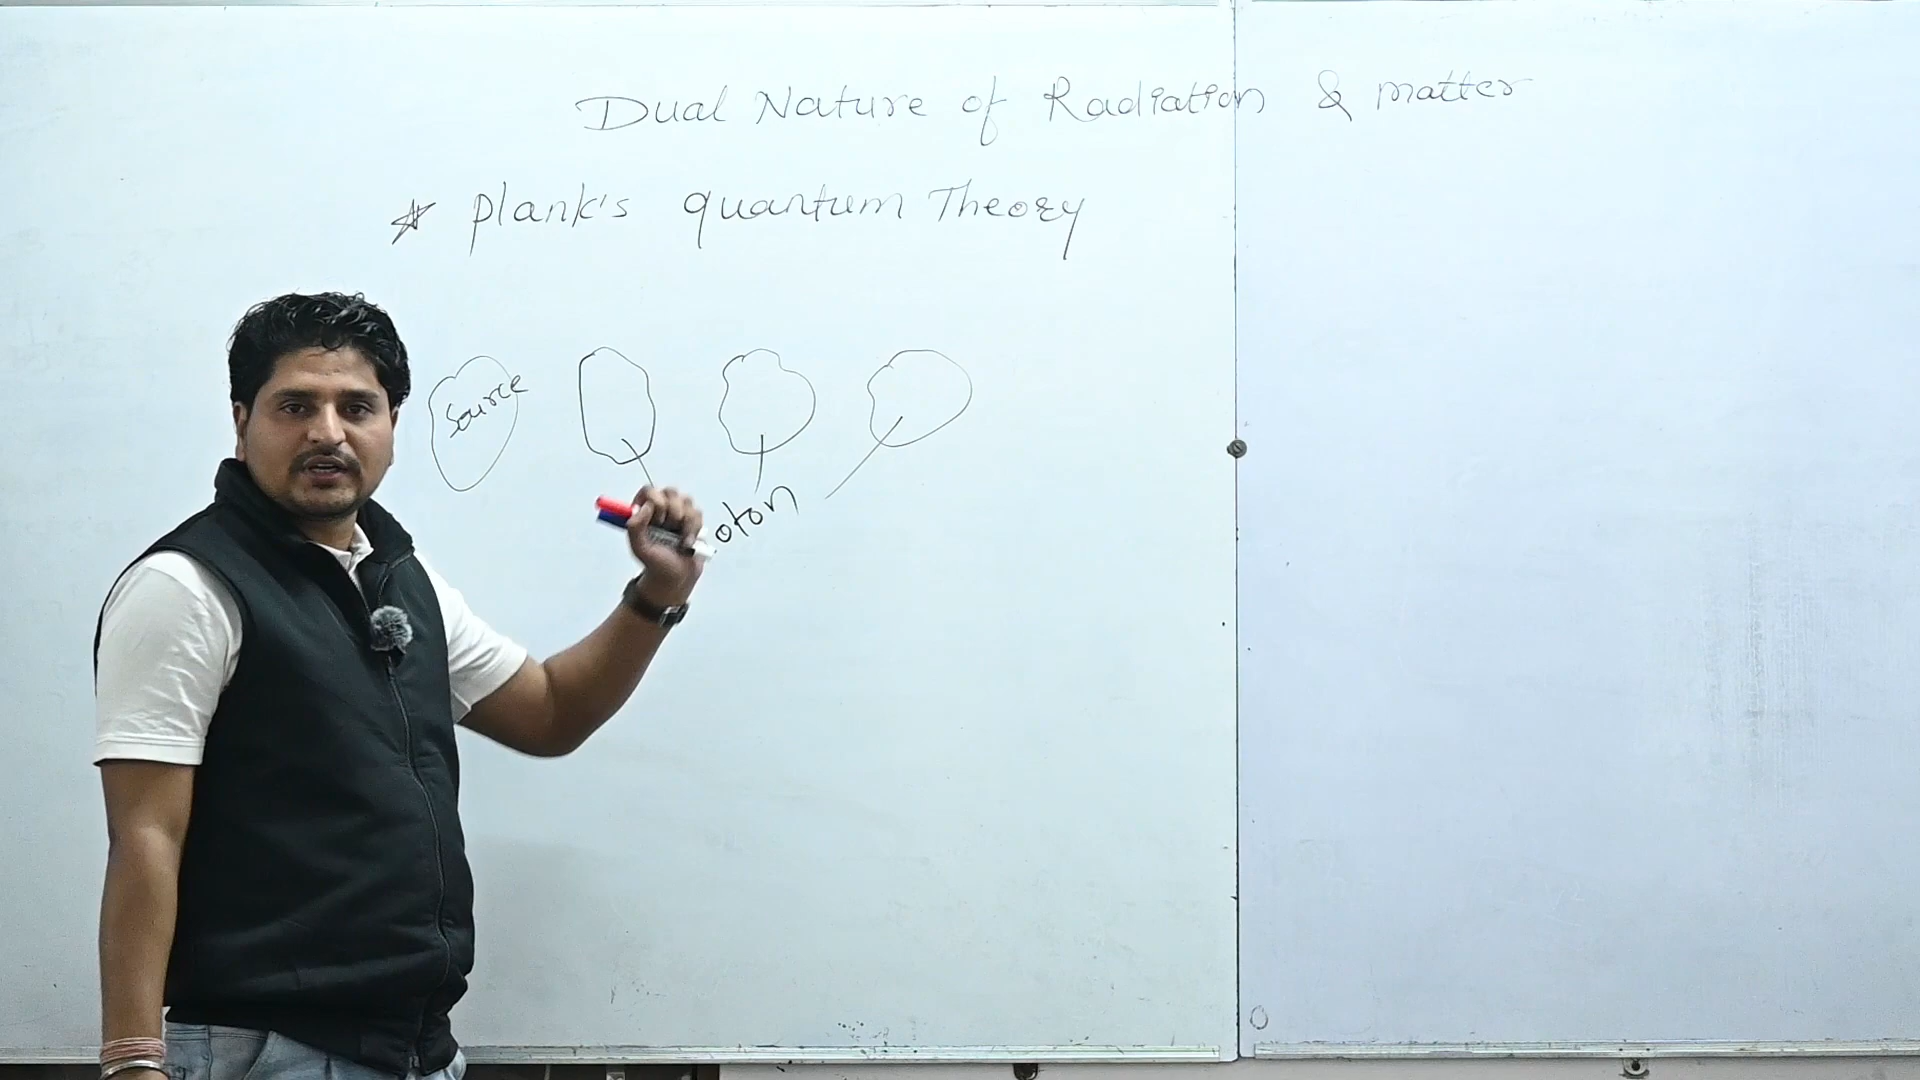 Dual Nature of Radiation & matter
* Plank's quantum Theory
Source
oton